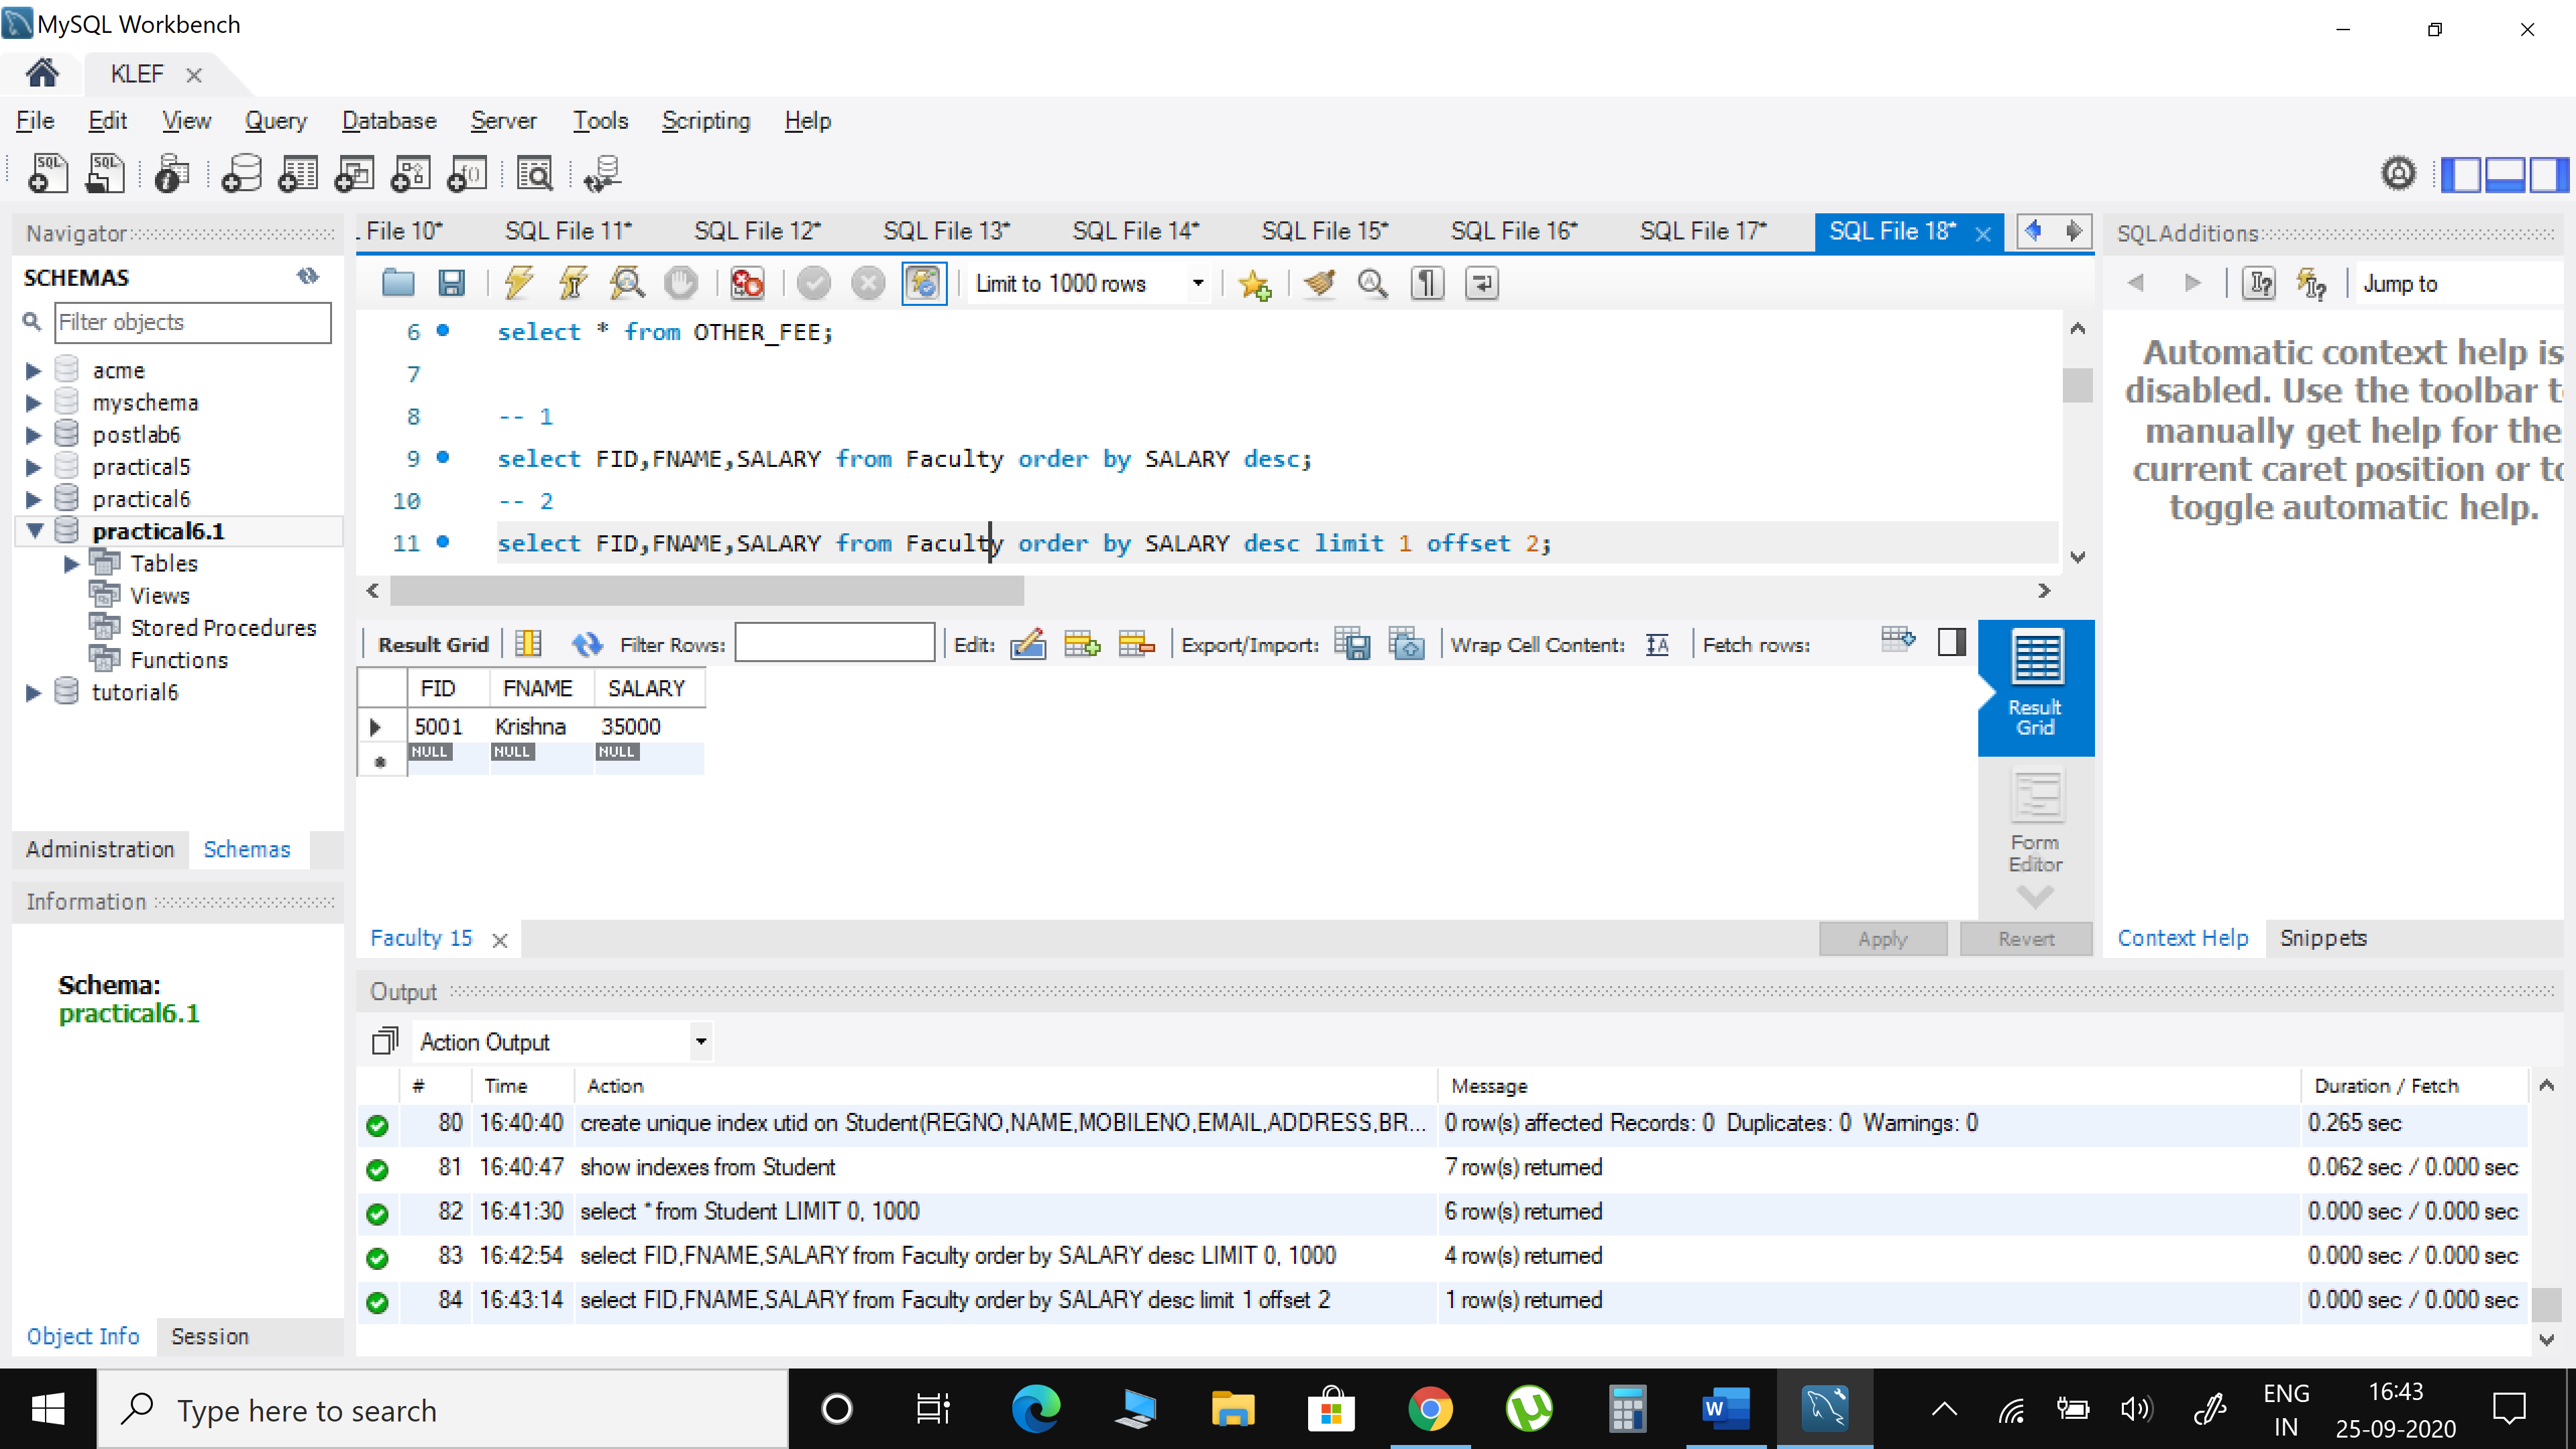 MySQL Workbench
KLEF
File Edit View Query Database Server Tools Scripting Help
Navigator
SCHEMAS
Filter objects
acme
myschema
postlab6
practical5
practical6
practical6.1
Tables
Views
Stored Procedures
Functions
tutorial6
Administration Schemas
Information
Schema:
practical6.1
Object Info Session
File 10* SQL File 11* SQL File 12* SQL File 13* SQL File 14* SQL File 15* SQL File 16* SQL File 17* SQL File 18*
Limit to 1000 rows
6 select * from OTHER_FEE;
7
8 -- 1
9 select FID,FNAME,SALARY from Faculty order by SALARY desc;
10 -- 2
11 select FID,FNAME,SALARY from Faculty order by SALARY desc limit 1 offset 2;
Result Grid Filter Rows: Edit: Export/Import: Wrap Cell Content: Fetch rows:
FID FNAME SALARY
5001 Krishna 35000
NULL NULL NULL
Result
Grid
Form
Editor
Faculty 15
Apply Revert
SQLAdditions
Jump to
Automatic context help is
disabled. Use the toolbar
manually get help for the
current caret position or
toggle automatic help.
Context Help Snippets
Output
Action Output
# Time Action Message Duration / Fetch
80 16:40:40 create unique index utid on Student(REGNO,NAME,MOBILENO,EMAIL,ADDRESS,BR... 0 row(s) affected Records: 0 Duplicates: 0 Warnings: 0 0.265 sec
81 16:40:47 show indexes from Student 7 row(s) returned 0.062 sec / 0.000 sec
82 16:41:30 select * from Student LIMIT 0, 1000 6 row(s) returned 0.000 sec / 0.000 sec
83 16:42:54 select FID,FNAME,SALARY from Faculty order by SALARY desc LIMIT 0, 1000 4 row(s) returned 0.000 sec / 0.000 sec
84 16:43:14 select FID,FNAME,SALARY from Faculty order by SALARY desc limit 1 offset 2 1 row(s) returned 0.000 sec / 0.000 sec
Type here to search
ENG
IN
16:43
25-09-2020